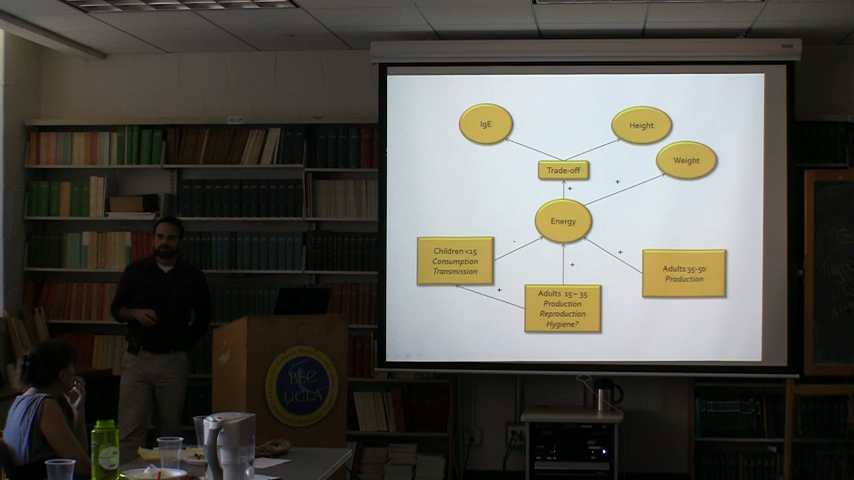 IgE
Height
Trade-off
Weight
+
+
Energy
-
+
+
Children <15
Consumption
Transmission
+
Adults 35-50
Production
Adults 15–35
Production
Reproduction
Hygiene?
BEC
UCLA